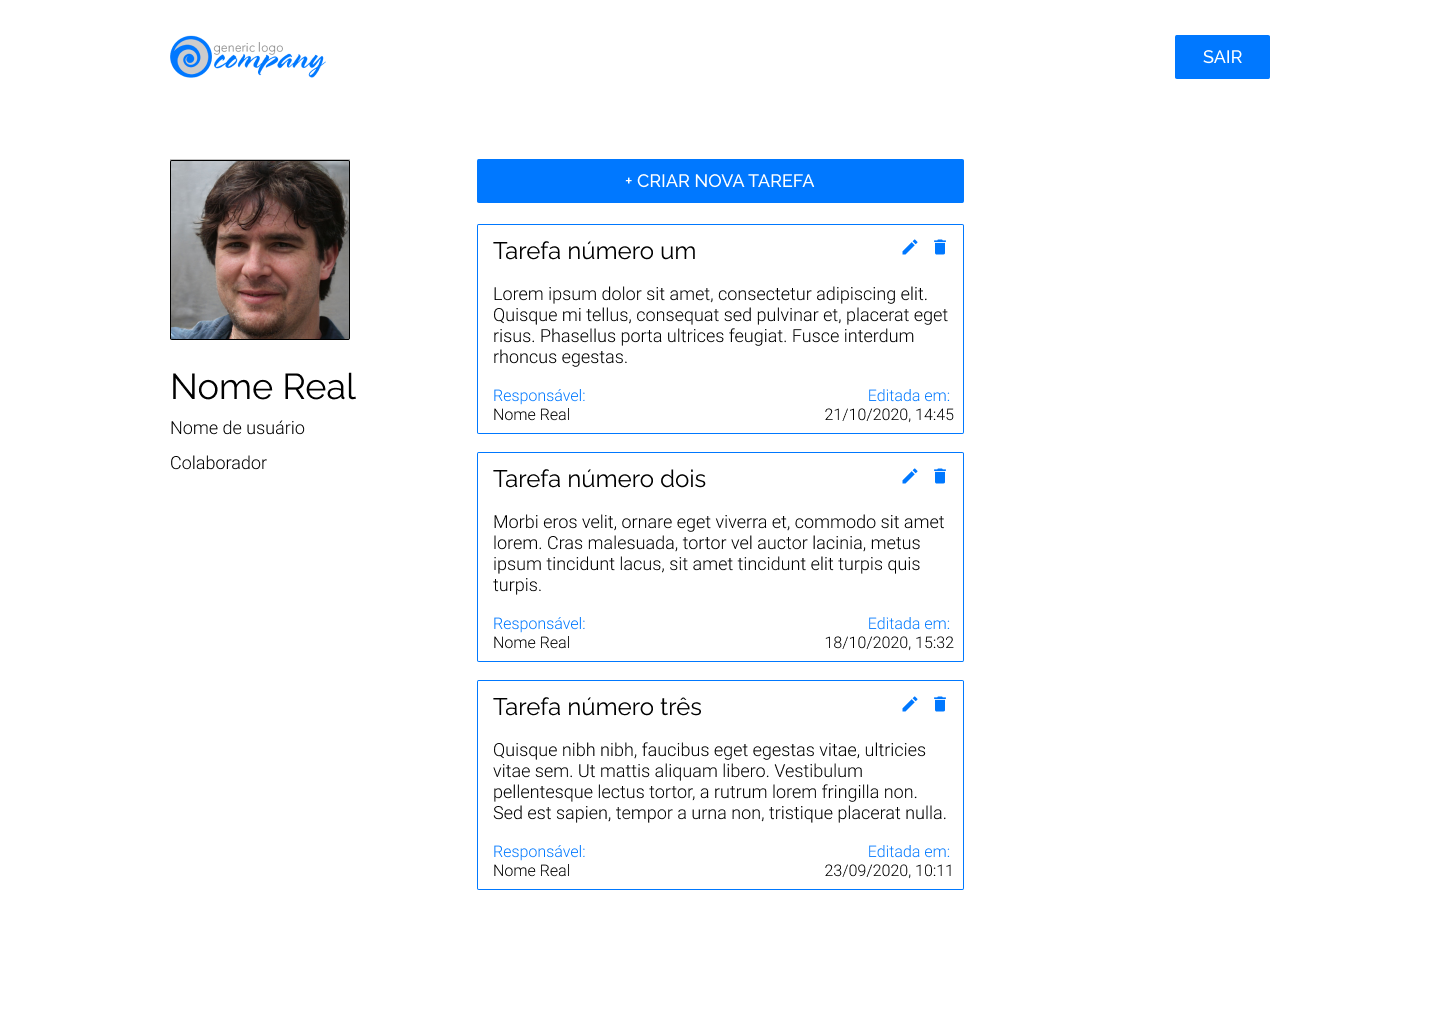 generic logo
company
SAIR
Nome Real
Nome de usuário
Colaborador
+ CRIAR NOVA TAREFA
Tarefa número um
Lorem ipsum dolor sit amet, consectetur adipiscing elit.
Quisque mi tellus, consequat sed pulvinar et, placerat eget
risus. Phasellus porta ultrices feugiat. Fusce interdum
rhoncus egestas.
Responsável:
Nome Real
Editada em:
21/10/2020, 14:45
Tarefa número dois
Morbi eros velit, ornare eget viverra et, commodo sit amet
lorem. Cras malesuada, tortor vel auctor lacinia, metus
ipsum tincidunt lacus, sit amet tincidunt elit turpis quis
turpis.
Responsável:
Nome Real
Editada em:
18/10/2020, 15:32
Tarefa número três
Quisque nibh nibh, faucibus eget egestas vitae, ultricies
vitae sem. Ut mattis aliquam libero. Vestibulum
pellentesque lectus tortor, a rutrum lorem fringilla non.
Sed est sapien, tempor a urna non, tristique placerat nulla.
Responsável:
Nome Real
Editada em:
23/09/2020, 10:11